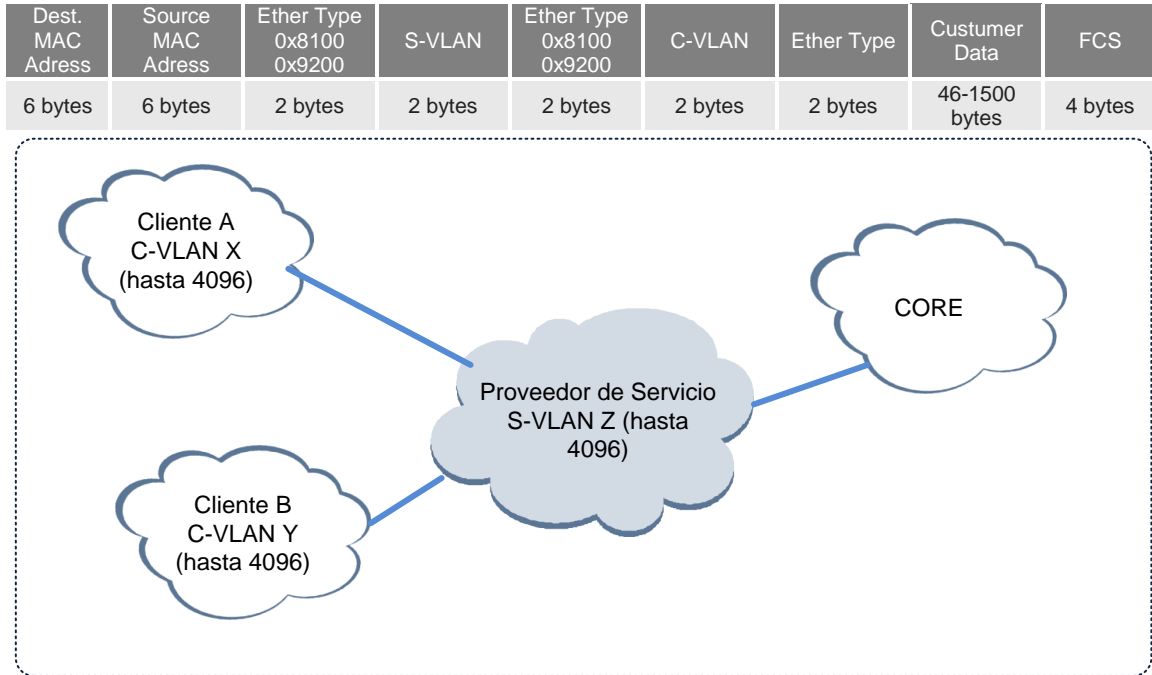 Dest.
MAC
Adress
Source
MAC
Adress
Ether Type
0x8100
0x9200
S-VLAN
Ether Type
0x8100
0x9200
C-VLAN
Ether Type
Custumer
Data
FCS
6 bytes
6 bytes
2 bytes
2 bytes
2 bytes
2 bytes
2 bytes
46-1500
bytes
4 bytes
Cliente A
C-VLAN X
(hasta 4096)
CORE
Proveedor de Servicio
S-VLAN Z (hasta
4096)
Cliente B
C-VLAN Y
(hasta 4096)